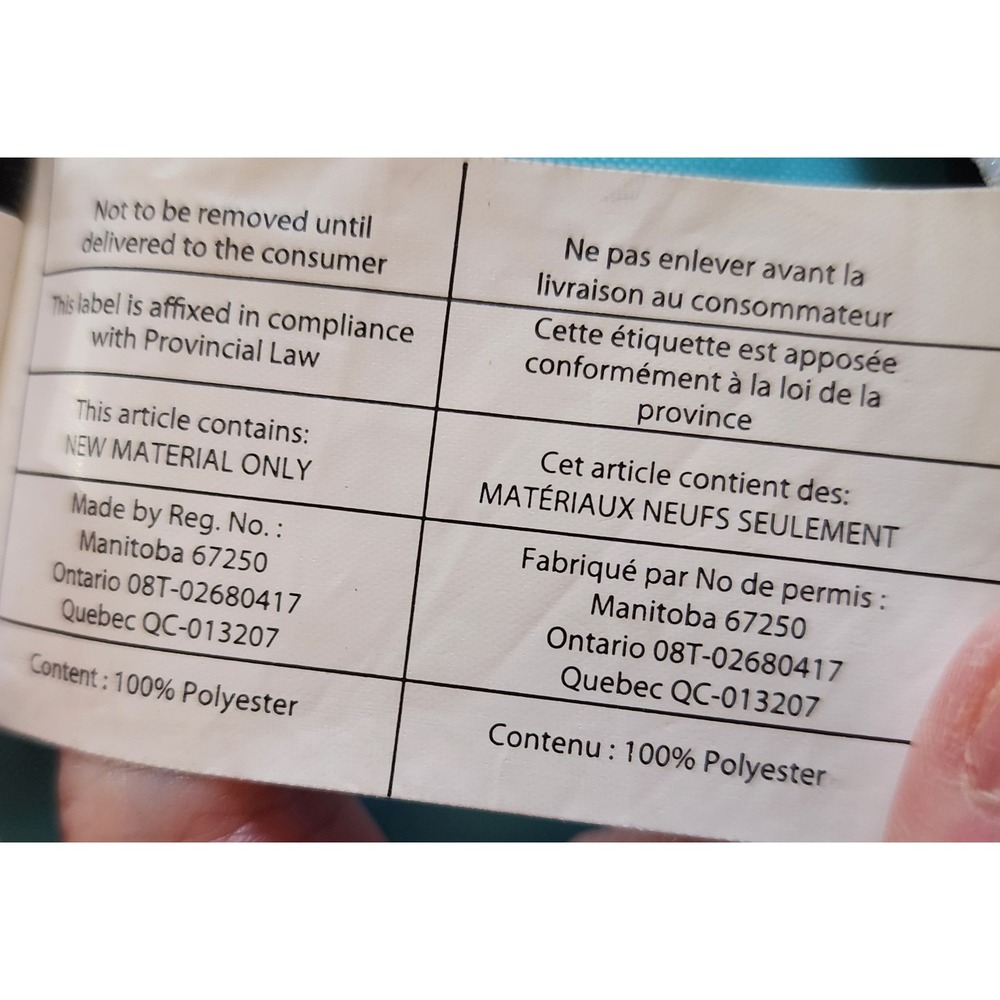 Not to be removed until
delivered to the consumer
This label is affixed in compliance
with Provincial Law
This article contains:
NEW MATERIAL ONLY
Made by Reg. No. :
Manitoba 67250
Ontario 08T-02680417
Quebec QC-013207
Content : 100% Polyester
Ne pas enlever avant la
livraison au consommateur
Cette étiquette est apposée
conformément à la loi de la
province
Cet article contient des:
MATÉRIAUX NEUFS SEULEMENT
Fabriqué par No de permis :
Manitoba 67250
Ontario 08T-02680417
Quebec QC-013207
Contenu : 100% Polyester